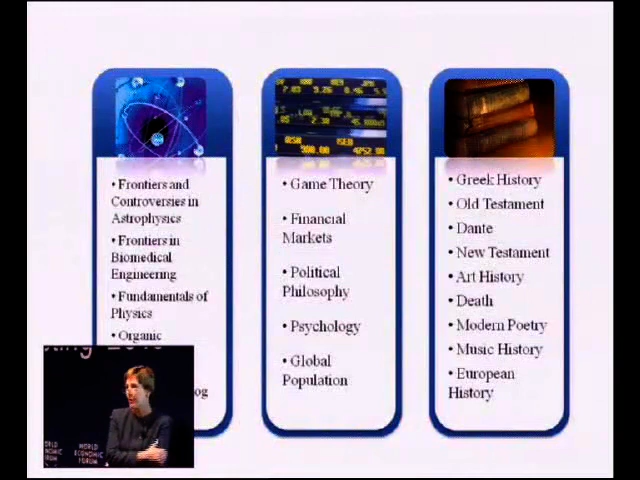 • Frontiers and
Controversies in
Astrophysics
• Frontiers in
Biomedical
Engineering
• Fundamentals of
Physics
• Organic
• Game Theory
• Financial
Markets
• Political
Philosophy
• Psychology
• Global
Population
• Greek History
• Old Testament
• Dante
• New Testament
• Art History
• Death
• Modern Poetry
• Music History
• European
History
WORLD
ECONOMIC
FORUM